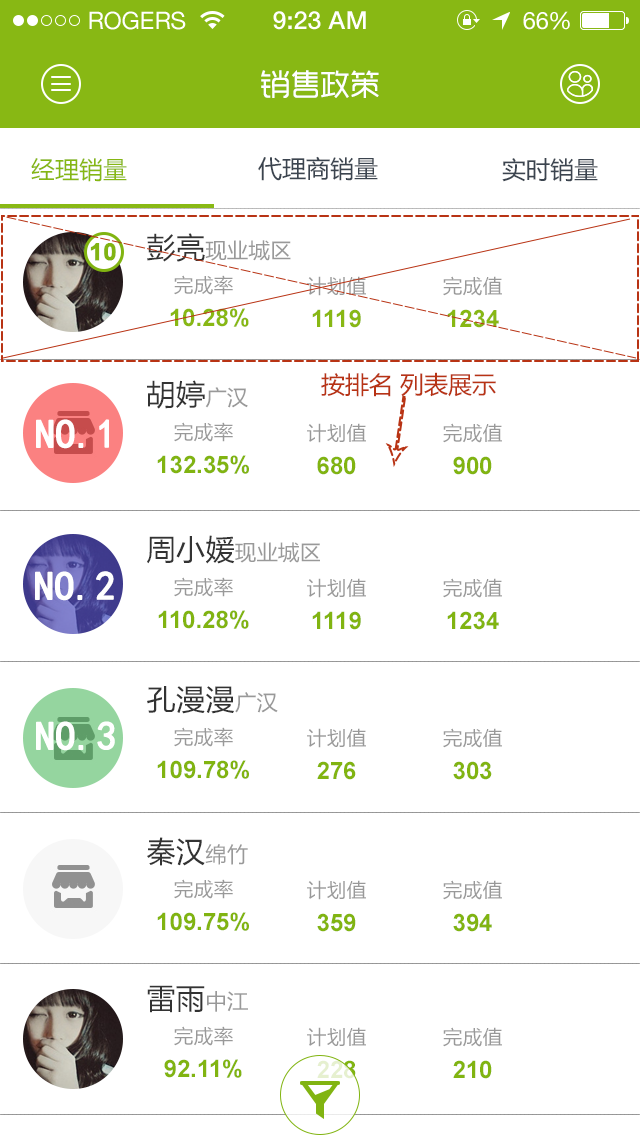 ROGERS 9:23 AM 66%
销售政策
经理销量 代理商销量 实时销量
10
彭亮现业城区
完成率 计划值 完成值
10.28% 1119 1234
按排名 列表展示
胡婷广汉
NO.1
完成率 计划值 完成值
132.35% 680 900
周小媛现业城区
NO.2
完成率 计划值 完成值
110.28% 1119 1234
孔漫漫广汉
NO.3
完成率 计划值 完成值
109.78% 276 303
秦汉绵竹
完成率 计划值 完成值
109.75% 359 394
雷雨中江
完成率 计划值 完成值
92.11% 228 210